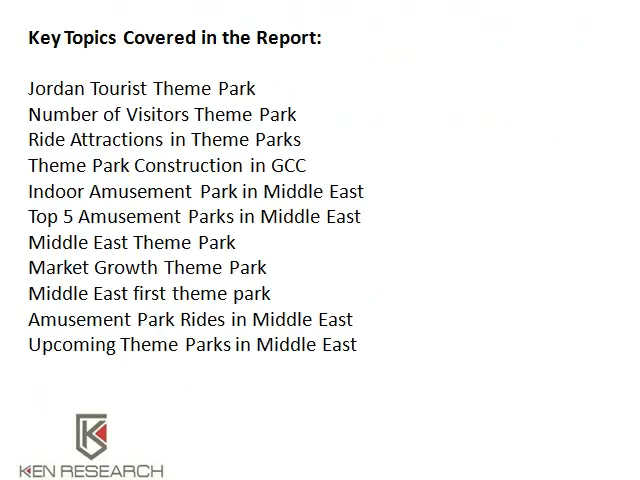 Key Topics Covered in the Report:
Jordan Tourist Theme Park
Number of Visitors Theme Park
Ride Attractions in Theme Parks
Theme Park Construction in GCC
Indoor Amusement Park in Middle East
Top 5 Amusement Parks in Middle East
Middle East Theme Park
Market Growth Theme Park
Middle East first theme park
Amusement Park Rides in Middle East
Upcoming Theme Parks in Middle East
KEN RESEARCH